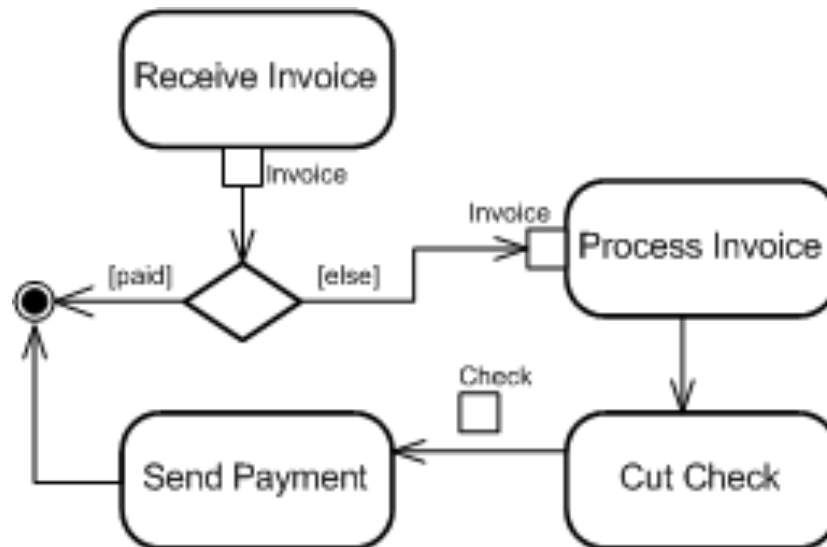 Receive Invoice
Invoice
Invoice
Process Invoice
[paid]
[else]
Check
Send Payment
Cut Check